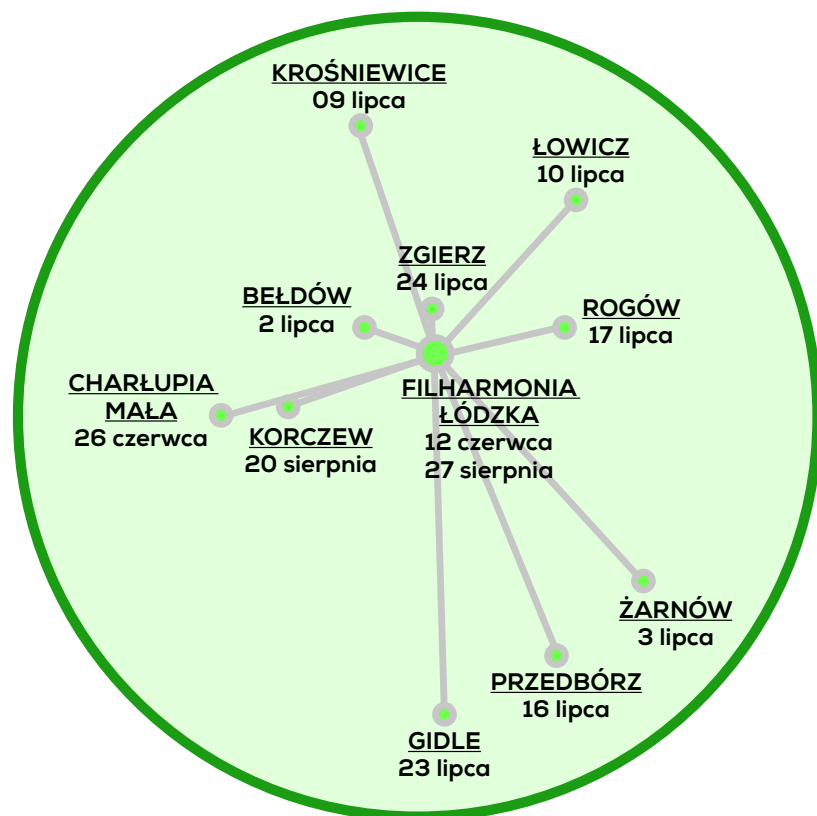 KROŚNIEWICE
09 lipca
ŁOWICZ
10 lipca
ZGIERZ
24 lipca
BEŁDÓW
2 lipca
ROGÓW
17 lipca
CHARŁUPIA
MAŁA
26 czerwca
KORCZEW
20 sierpnia
FILHARMONIA
ŁÓDZKA
12 czerwca
27 sierpnia
ŻARNÓW
3 lipca
PRZEDBÓRZ
16 lipca
GIDLE
23 lipca